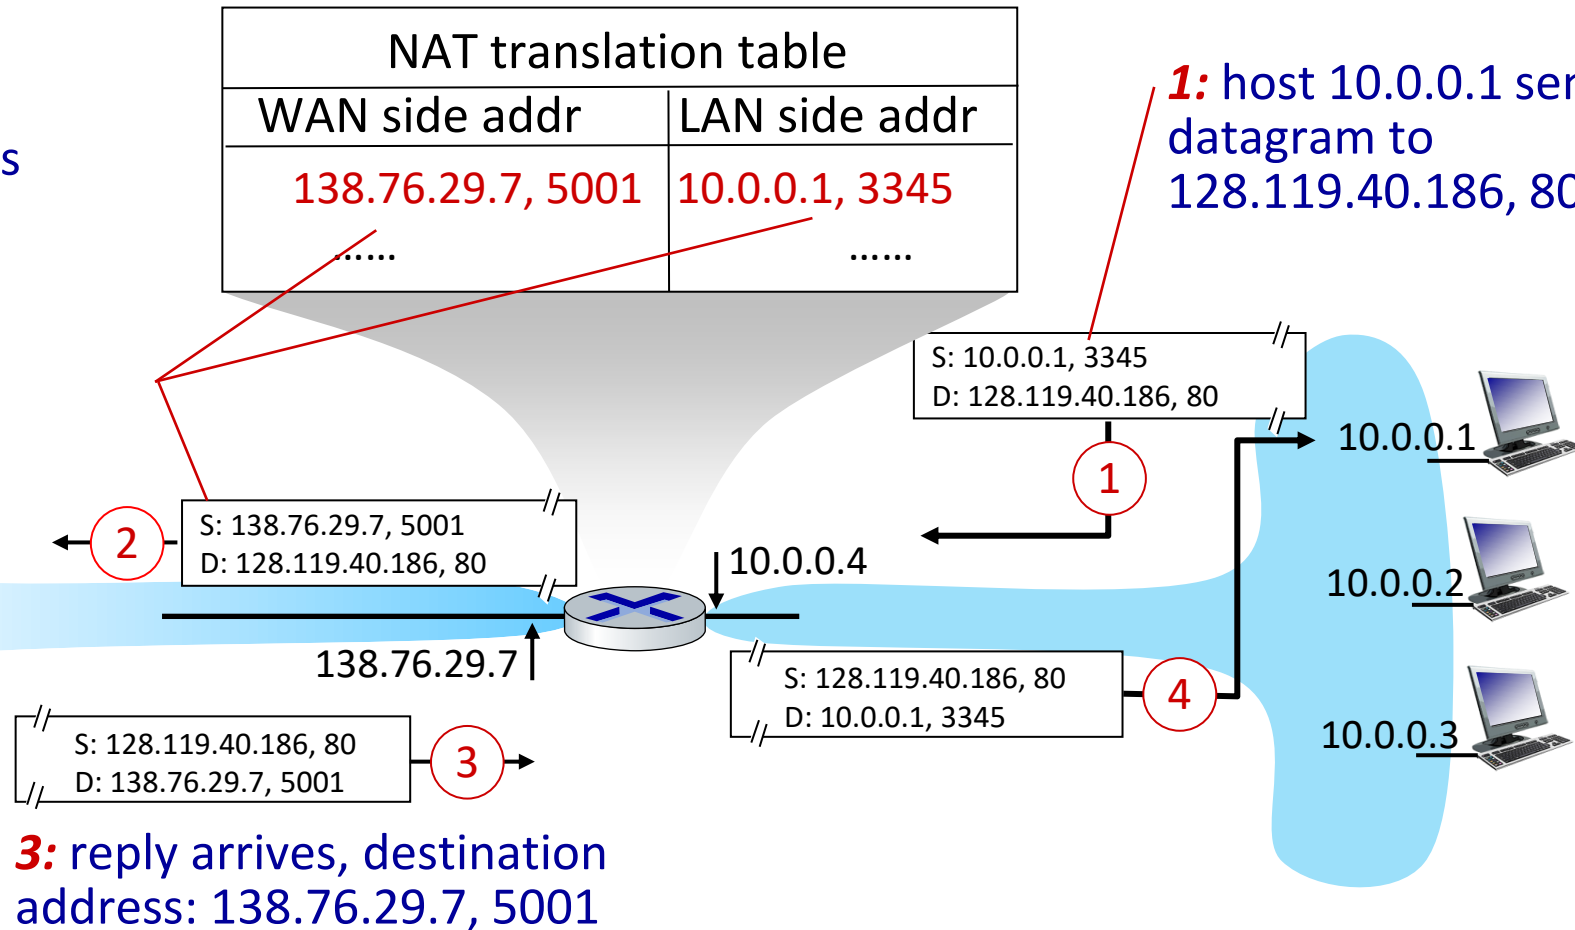 NAT translation table
WAN side addr LAN side addr
138.76.29.7, 5001 10.0.0.1, 3345
...... ......
s
1: host 10.0.0.1
datagram to
128.119.40.186, 80
S: 10.0.0.1, 3345
D: 128.119.40.186, 80
1
10.0.0.1
2
S: 138.76.29.7, 5001
D: 128.119.40.186, 80
10.0.0.4
10.0.0.2
138.76.29.7
S: 128.119.40.186, 80
D: 10.0.0.1, 3345
4
10.0.0.3
S: 128.119.40.186, 80
D: 138.76.29.7, 5001
3
3: reply arrives, destination
address: 138.76.29.7, 5001